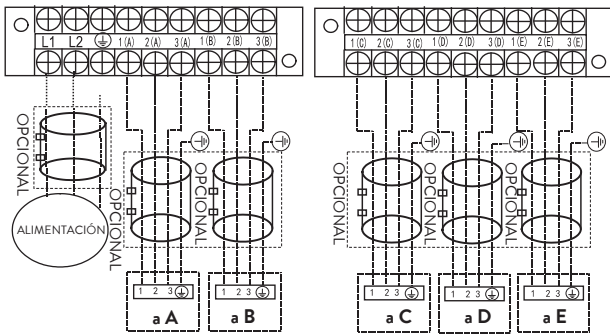 L1 L2 1(A) 2(A) 3(A) 1(B) 2(B) 3(B)
1(C) 2(C) 3(C) 1(D) 2(D) 3(D) 1(E) 2(E) 3(E)
OPCIONAL
ALIMENTACIÓN
OPCIONAL
OPCIONAL
OPCIONAL
OPCIONAL
OPCIONAL
1 2 3
1 2 3
1 2 3
1 2 3
1 2 3
a A
a B
a C
a D
a E